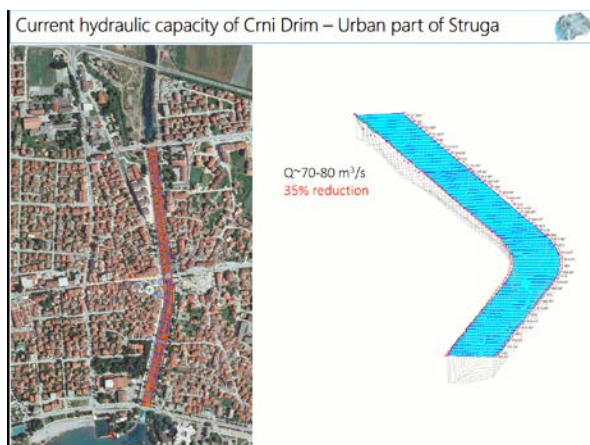 Current hydraulic capacity of Crni Drim – Urban part of Struga
Q~70-80 m³/s
35% reduction